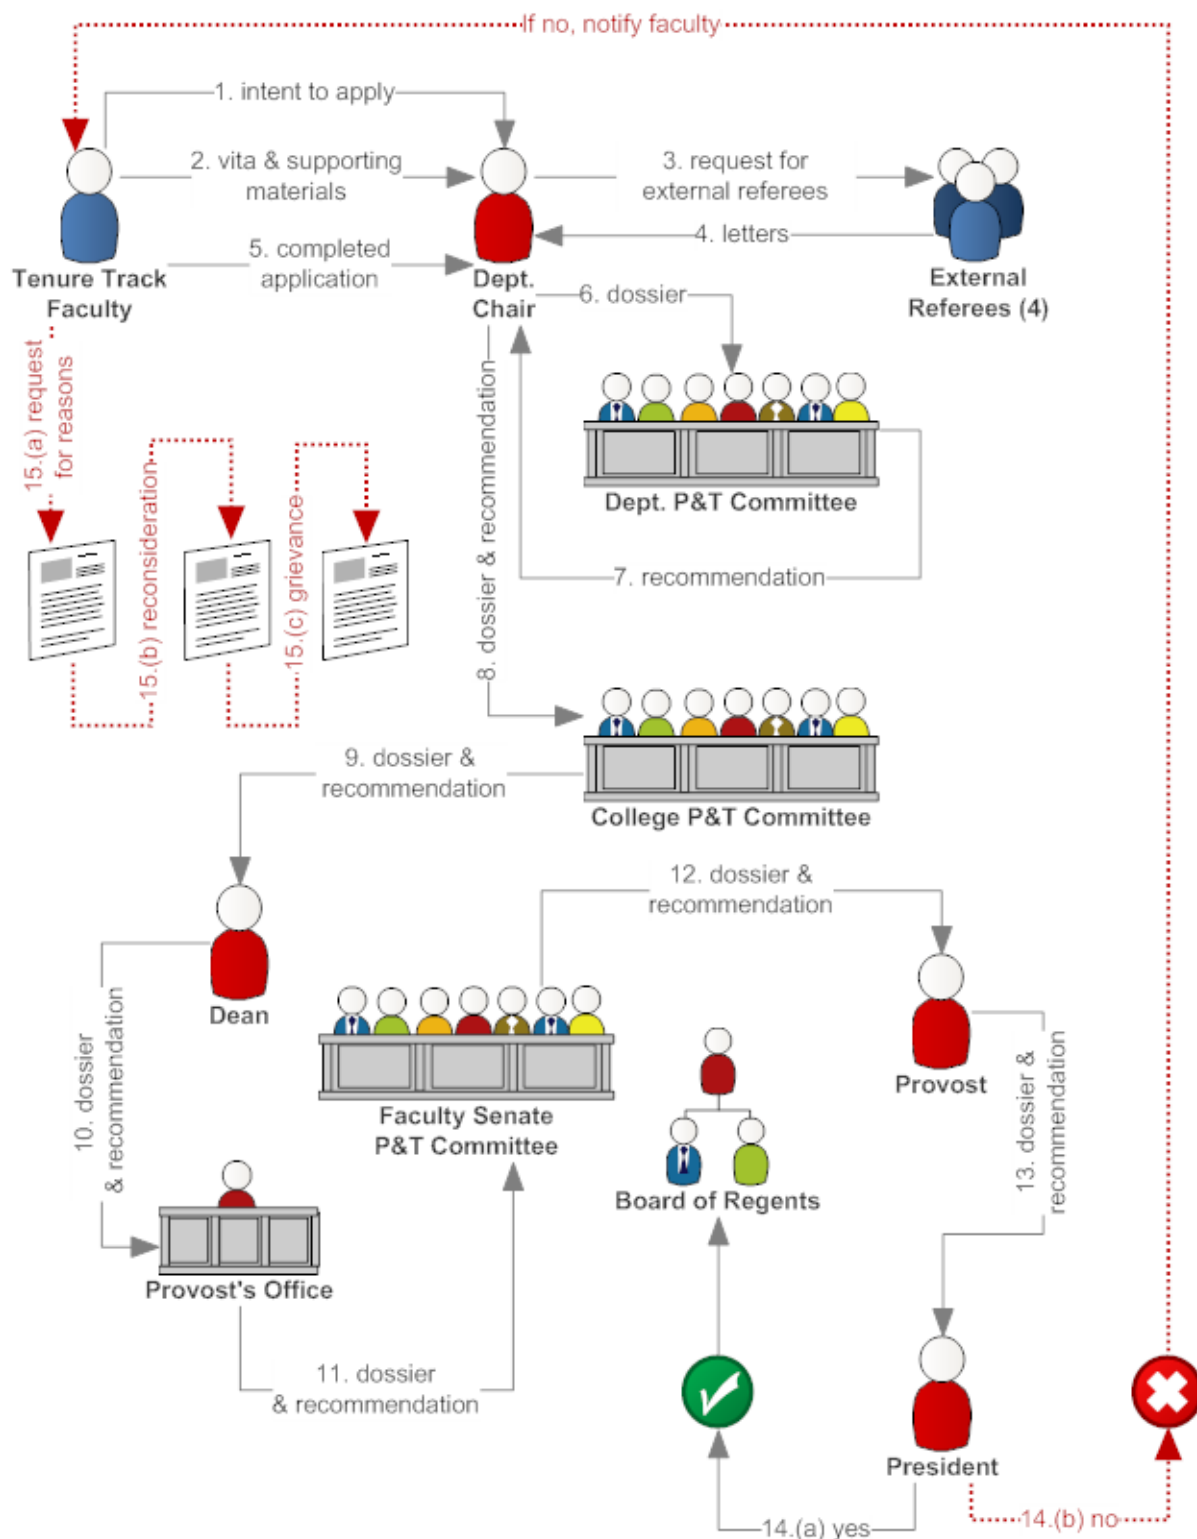 If no, notify faculty
1. intent to apply
2. vita & supporting
materials
3. request for
external referees
4. letters
5. completed
application
Tenure Track
Faculty
Dept.
Chair
External
Referees (4)
6. dossier
15.(a) request
for reasons
Dept. P&T Committee
7. recommendation
15.(b) reconsideration
15.(c) grievance
8. dossier & recommendation
9. dossier &
recommendation
College P&T Committee
12. dossier &
recommendation
Dean
10. dossier
& recommendation
Faculty Senate
P&T Committee
Provost
13. dossier &
recommendation
Board of Regents
Provost's Office
11. dossier
& recommendation
President
14.(a) yes
14.(b) no